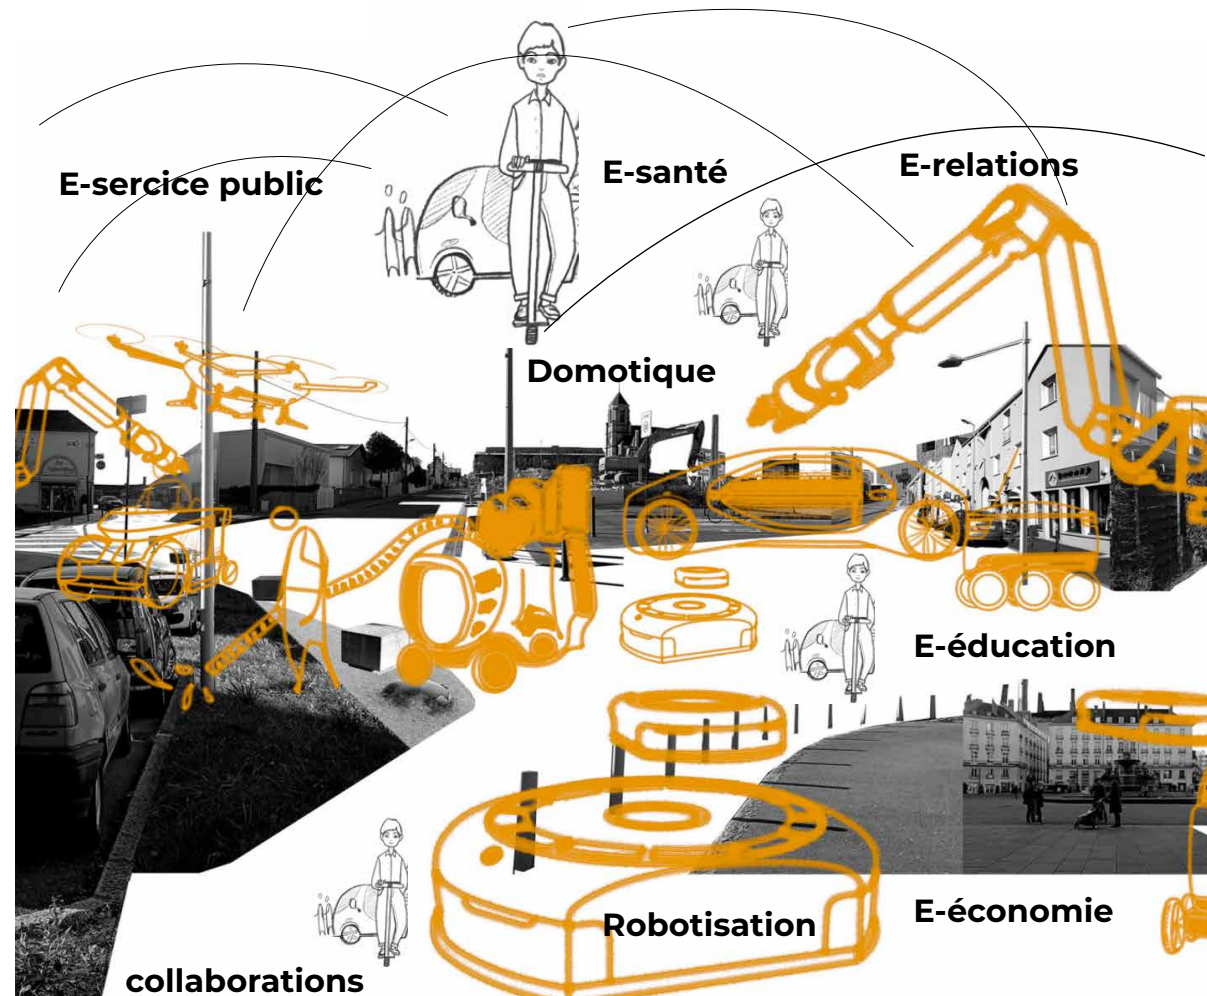 E-sercice public
E-santé
E-relations
Domotique
E-éducation
E-économie
Robotisation
collaborations